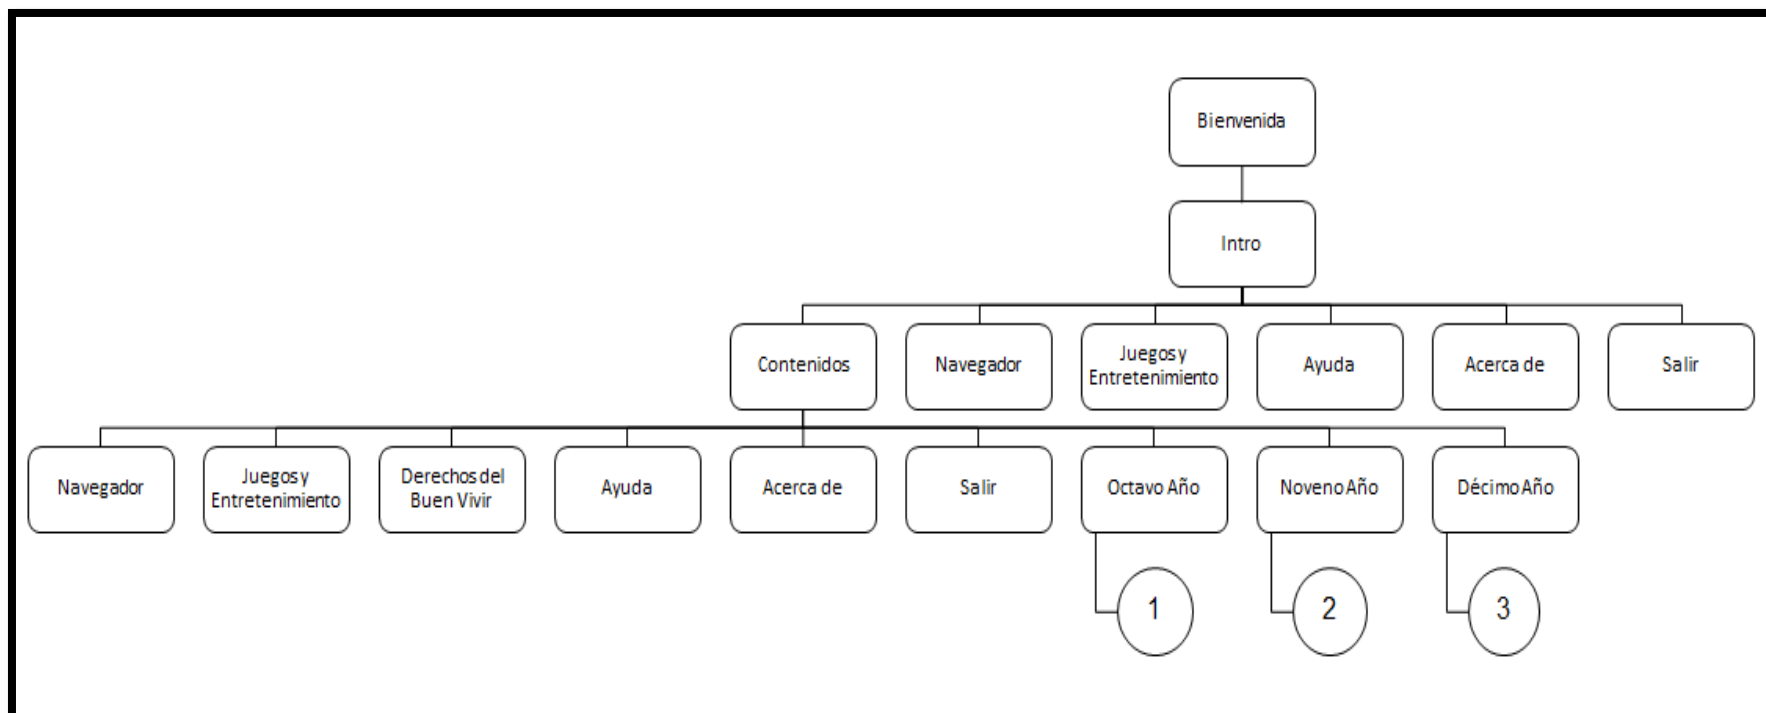 Bienvenida
Intro
Contenidos
Navegador
Juegos y
Entretenimiento
Ayuda
Acerca de
Salir
Navegador
Juegos y
Entretenimiento
Derechos del
Buen Vivir
Ayuda
Acerca de
Salir
Octavo Año
Noveno Año
Décimo Año
1
2
3